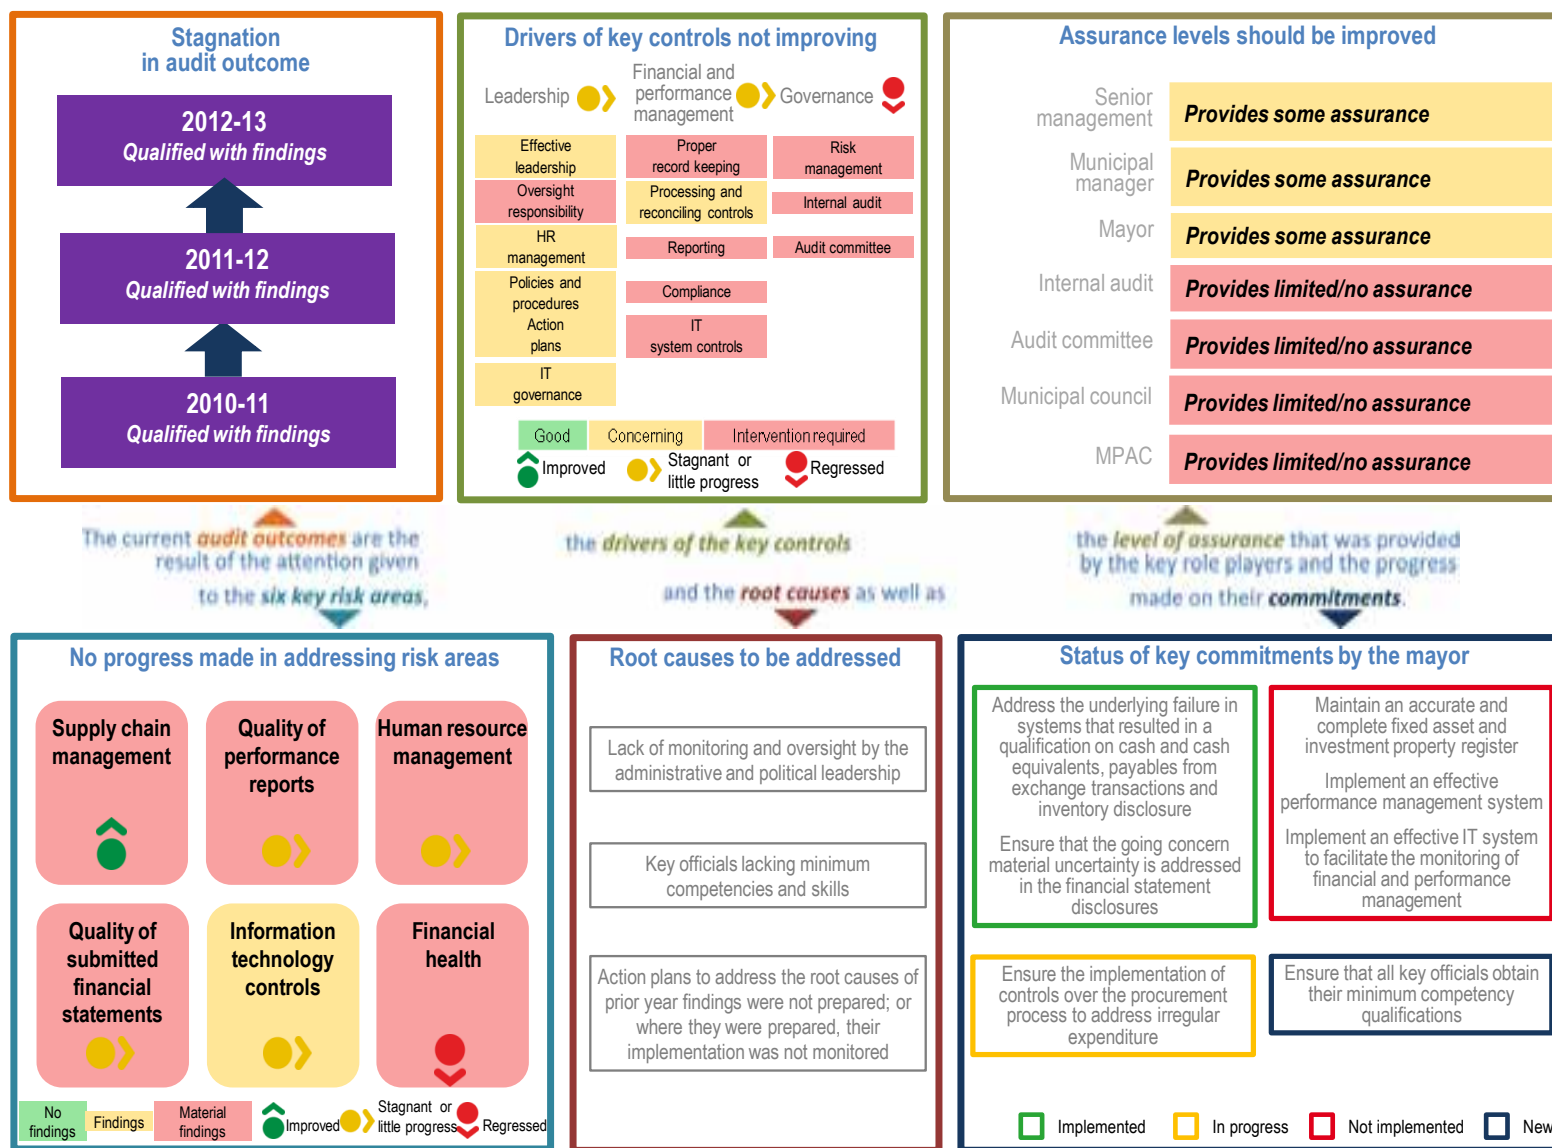 Stagnation
in audit outcome
2012-13
Qualified with findings
2011-12
Qualified with findings
2010-11
Qualified with findings
Drivers of key controls not improving
Leadership
Financial and
performance
management
Governance
Effective
leadership
Oversight
responsibility
HR
management
Policies and
procedures
Action
plans
IT
governance
Proper
record keeping
Processing and
reconciling controls
Reporting
Compliance
IT
system controls
Risk
management
Internal audit
Audit committee
Good
Concerning
Intervention required
Improved
Stagnant or
little progress
Regressed
Assurance levels should be improved
Senior
management
Provides some assurance
Municipal
manager
Provides some assurance
Mayor
Provides some assurance
Internal audit
Provides limited/no assurance
Audit committee
Provides limited/no assurance
Municipal council
Provides limited/no assurance
MPAC
Provides limited/no assurance
The current audit outcomes are the
result of the attention given
to the six key risk areas,
the drivers of the key controls
and the root causes as well as
the level of assurance that was provided
by the key role players and the progress
made on their commitments.
No progress made in addressing risk areas
Supply chain
management
Quality of
performance
reports
Human resource
management
Quality of
submitted
financial
statements
Information
technology
controls
Financial
health
No
findings
Findings
Material
findings
Improved
Stagnant or
little progress
Regressed
Root causes to be addressed
Lack of monitoring and oversight by the
administrative and political leadership
Key officials lacking minimum
competencies and skills
Action plans to address the root causes of
prior year findings were not prepared; or
where they were prepared, their
implementation was not monitored
Status of key commitments by the mayor
Address the underlying failure in
systems that resulted in a
qualification on cash and cash
equivalents, payables from
exchange transactions and
inventory disclosure
Ensure that the going concern
material uncertainty is addressed
in the financial statement
disclosures
Maintain an accurate and
complete fixed asset and
investment property register
Implement an effective
performance management system
Implement an effective IT system
to facilitate the monitoring of
financial and performance
management
Ensure the implementation of
controls over the procurement
process to address irregular
expenditure
Ensure that all key officials obtain
their minimum competency
qualifications
Implemented
In progress
Not implemented
New